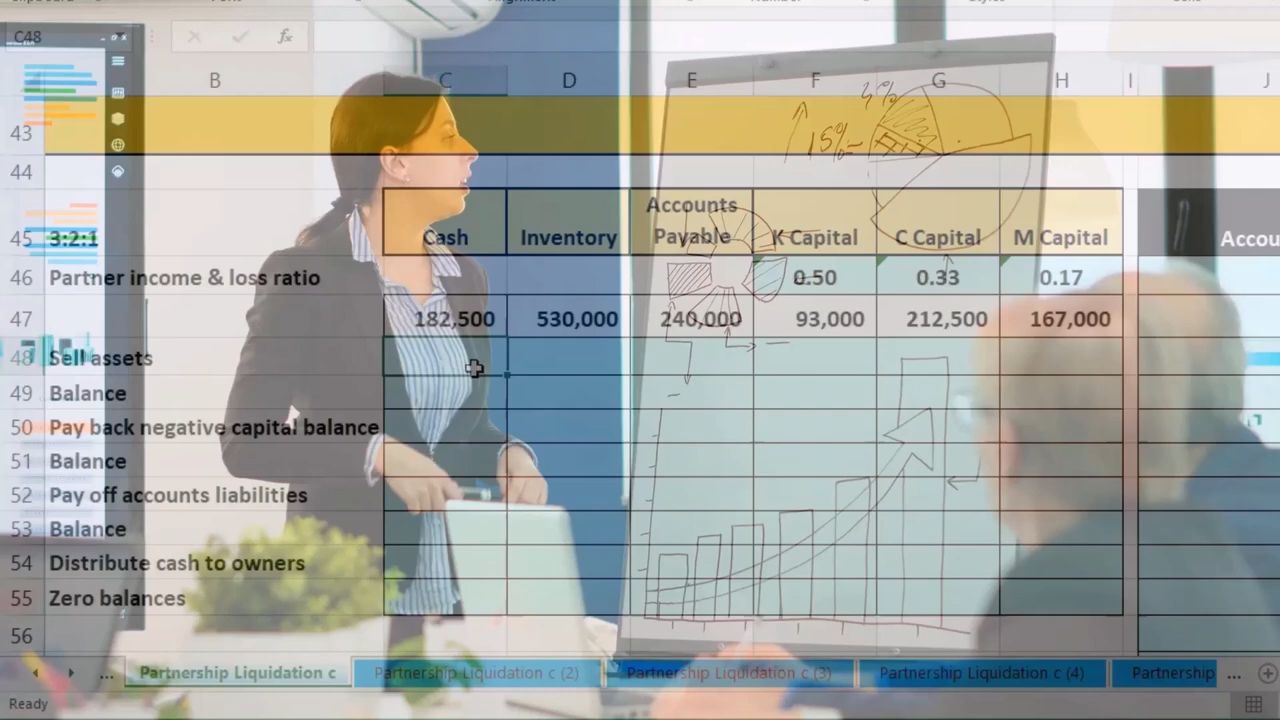 C48 fx
B C D E F G H I J
43
44
Accounts
45 3:2:1 Cash Inventory Payable K Capital C Capital M Capital Accou
46 Partner income & loss ratio 0.50 0.33 0.17
47 182,500 530,000 240,000 93,000 212,500 167,000
48 Sell assets
49 Balance
50 Pay back negative capital balance
51 Balance
52 Pay off accounts liabilities
53 Balance
54 Distribute cash to owners
55 Zero balances
56
... Partnership Liquidation c Partnership Liquidation c (2) Partnership Liquidation c (3) Partnership Liquidation c (4) Partnership ...
Ready
15%